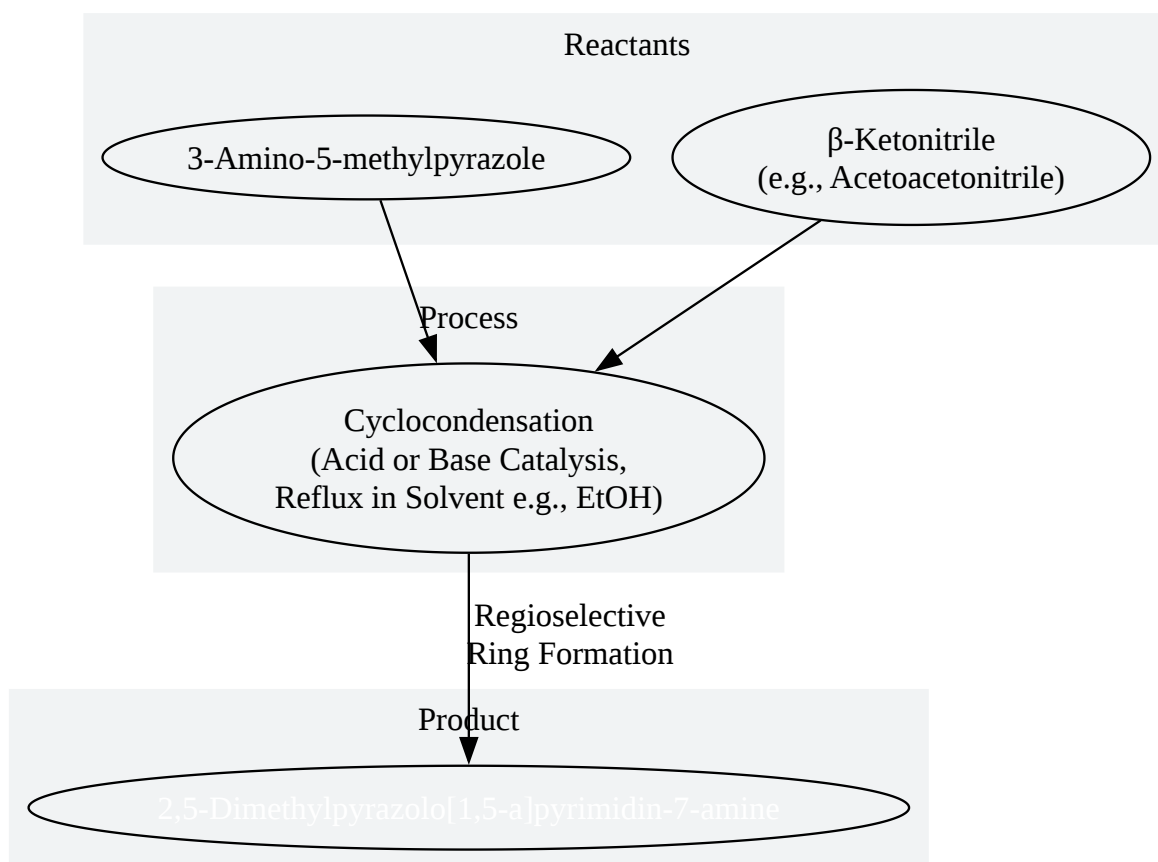 Reactants
3-Amino-5-methylpyrazole
β-Ketonitrile
(e.g., Acetoacetonitrile)
Process
Cyclocondensation
(Acid or Base Catalysis,
Reflux in Solvent e.g., EtOH)
Regioselective
Ring Formation
Product
2,5-Dimethylpyrazolo[1,5-a]pyrimidin-7-amine